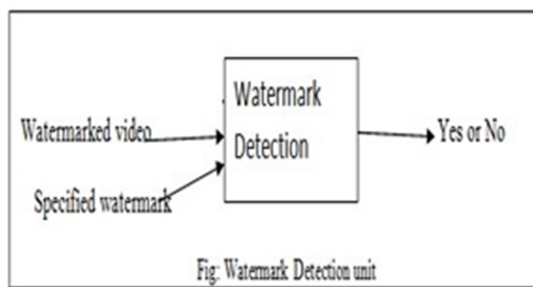 Watermark
Detection
Watermarked video
Specified watermark
Yes or No
Fig: Watermark Detection unit